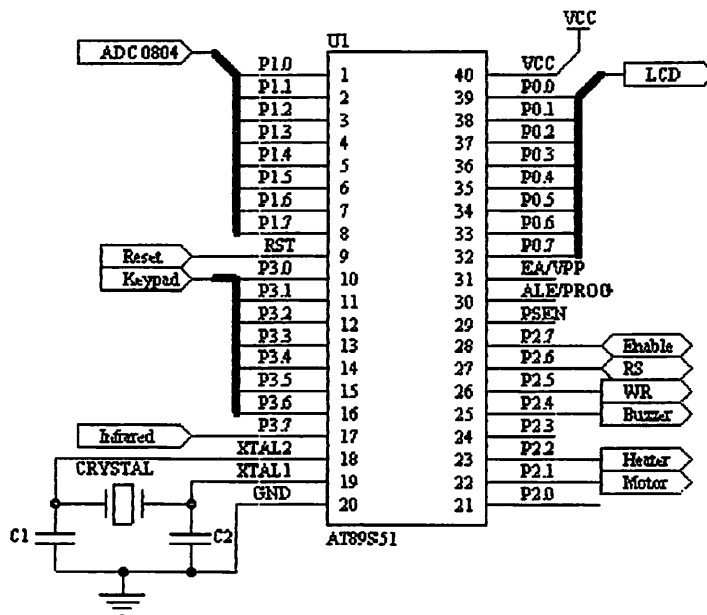 VCC
ADC 0804
U1
LCD
P1.0 1 40 VCC
P1.1 2 39 P0.0
P1.2 3 38 P0.1
P1.3 4 37 P0.2
P1.4 5 36 P0.3
P1.5 6 35 P0.4
P1.6 7 34 P0.5
P1.7 8 33 P0.6
RST 9 32 P0.7
Reset
P3.0 10 31 EA/VPP
Keypad
P3.1 11 30 ALE/PROG
P3.2 12 29 PSEN
P3.3 13 28 P2.7 Enable
P3.4 14 27 P2.6 RS
P3.5 15 26 P2.5 WR
P3.6 16 25 P2.4 Buzzer
Infrared P3.7 17 24 P2.3
XTAL2 18 23 P2.2 Heater
CRYSTAL XTAL1 19 22 P2.1 Motor
GND 20 21 P2.0
C1 C2 AT89S51